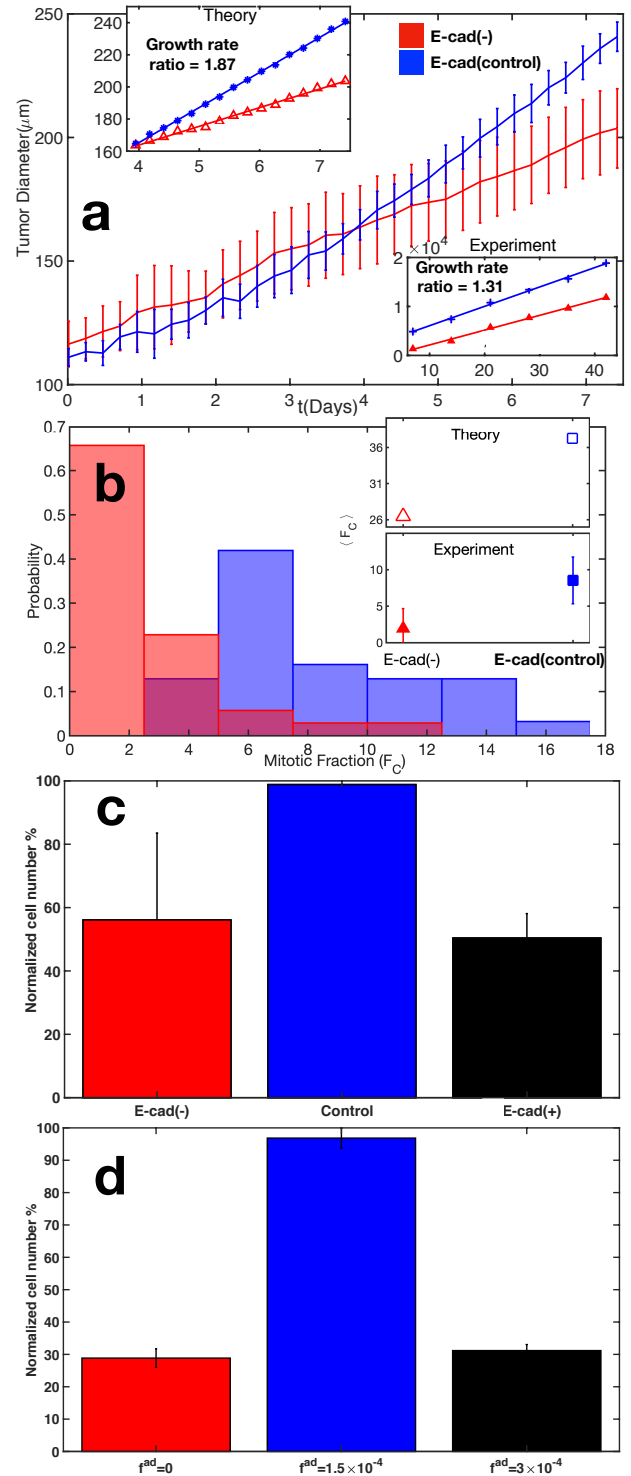 a
Tumor Diameter(μm)
250
200
150
100
0 1 2 3 4 5 6 7
t(Days)
E-cad(-)
E-cad(control)
Theory
Growth rate
ratio = 1.87
240
220
200
180
160
4 5 6 7
Experiment
2 ×10⁴
Growth rate
ratio = 1.31
1
0
10 20 30 40
b
Probability
0.7
0.6
0.5
0.4
0.3
0.2
0.1
0
0 2 4 6 8 10 12 14 16 18
Mitotic Fraction (F_C)
⟨ F_C ⟩
Theory
36
31
26
Experiment
10
5
0
E-cad(-) E-cad(control)
c
Normalized cell number %
100
80
60
40
20
0
E-cad(-) Control E-cad(+)
d
Normalized cell number %
100
90
80
70
60
50
40
30
20
10
0
f^ad=0 f^ad=1.5×10⁻⁴ f^ad=3×10⁻⁴